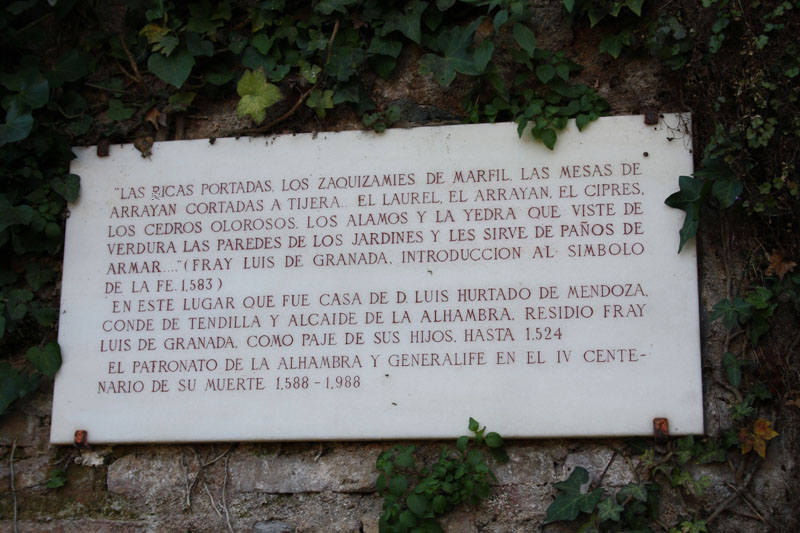 "LAS RICAS PORTADAS. LOS ZAQUIZAMIES DE MARFIL. LAS MESAS DE
ARRAYAN CORTADAS A TIJERA... EL LAUREL, EL ARRAYAN, EL CIPRES,
LOS CEDROS OLOROSOS, LOS ALAMOS Y LA YEDRA QUE VISTE DE
VERDURA LAS PAREDES DE LOS JARDINES Y LES SIRVE DE PAÑOS DE
ARMAR...." (FRAY LUIS DE GRANADA, INTRODUCCION AL SIMBOLO
DE LA FE. 1.583)
EN ESTE LUGAR QUE FUE CASA DE D. LUIS HURTADO DE MENDOZA,
CONDE DE TENDILLA Y ALCAIDE DE LA ALHAMBRA, RESIDIO FRAY
LUIS DE GRANADA, COMO PAJE DE SUS HIJOS, HASTA 1.524
EL PATRONATO DE LA ALHAMBRA Y GENERALIFE EN EL IV CENTE-
NARIO DE SU MUERTE 1.588 - 1.988